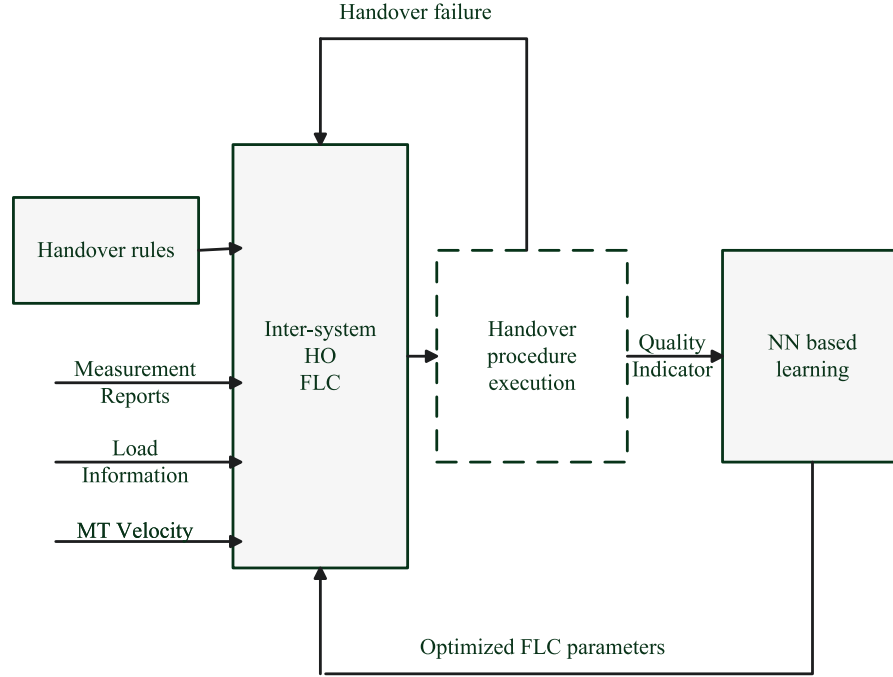 Handover failure
Handover rules
Measurement
Reports
Load
Information
MT Velocity
Inter-system
HO
FLC
Handover
procedure
execution
Quality
Indicator
NN based
learning
Optimized FLC parameters